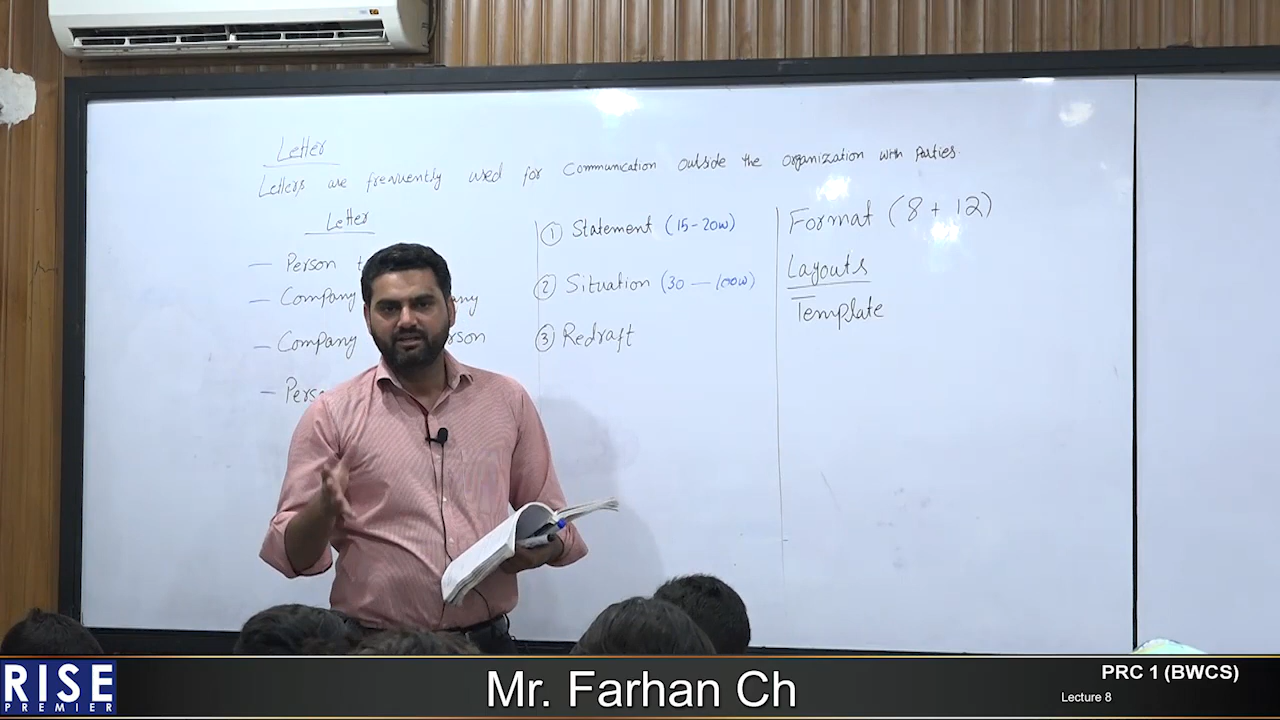 Letter
Letters are frequently used for Communication outside the organization with parties.
Letter
— Person
— Company
— Company
—
① Statement (15-20w)
② Situation (30 — 100w)
③ Redraft
Format (8 + 12)
Layouts
Template
RISE
PREMIER
Mr. Farhan Ch
PRC 1 (BWCS)
Lecture 8